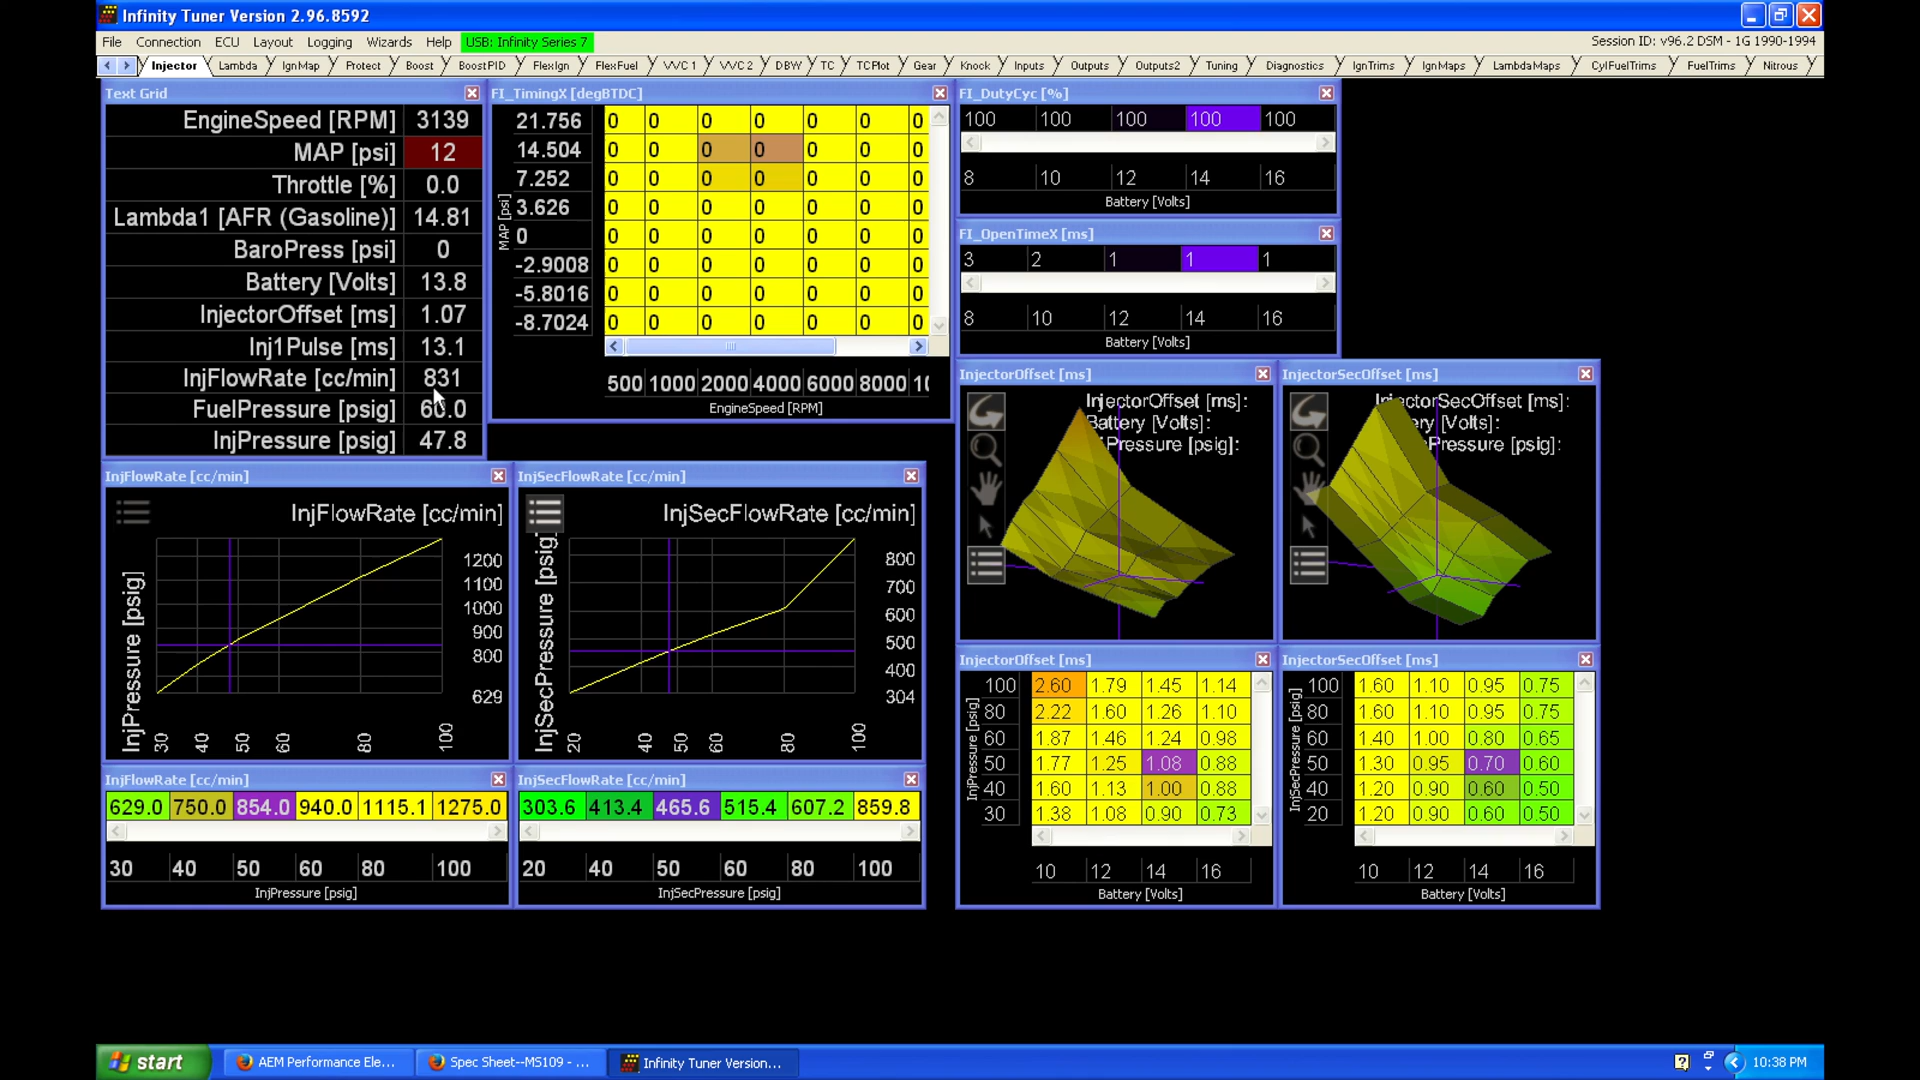 Infinity Tuner Version 2.96.8592
File Connection ECU Layout Logging Wizards Help USB: Infinity Series 7 Session ID: v96.2 DSM - 1G 1990-1994
Injector Lambda IgnMap Protect Boost BoostPID FlexIgn FlexFuel VVC 1 VVC 2 DBW TC TCPlot Gear Knock Inputs Outputs Outputs2 Tuning Diagnostics IgnTrims IgnMaps LambdaMaps CylFuelTrims FuelTrims Nitrous
Text Grid
EngineSpeed [RPM] 3139
MAP [psi] 12
Throttle [%] 0.0
Lambda1 [AFR (Gasoline)] 14.81
BaroPress [psi] 0
Battery [Volts] 13.8
InjectorOffset [ms] 1.07
Inj1Pulse [ms] 13.1
InjFlowRate [cc/min] 831
FuelPressure [psig] 60.0
InjPressure [psig] 47.8
FI_TimingX [degBTDC]
MAP [psi]
21.756 0 0 0 0 0 0 0
14.504 0 0 0 0 0 0 0
7.252 0 0 0 0 0 0 0
3.626 0 0 0 0 0 0 0
0 0 0 0 0 0 0 0
-2.9008 0 0 0 0 0 0 0
-5.8016 0 0 0 0 0 0 0
-8.7024 0 0 0 0 0 0 0
500 1000 2000 4000 6000 8000
EngineSpeed [RPM]
FI_DutyCyc [%]
100 100 100 100 100
8 10 12 14 16
Battery [Volts]
FI_OpenTimeX [ms]
3 2 1 1 1
8 10 12 14 16
Battery [Volts]
InjectorOffset [ms]
InjectorOffset [ms]:
Battery [Volts]:
InjPressure [psig]:
InjectorSecOffset [ms]
InjectorSecOffset [ms]:
Battery [Volts]:
[psig]:
InjFlowRate [cc/min]
InjFlowRate [cc/min]
InjPressure [psig]
1200
1100
1000
900
800
629
30 40 50 60 80 100
InjSecFlowRate [cc/min]
InjSecFlowRate [cc/min]
InjSecPressure [psig]
800
700
600
500
400
304
20 40 50 60 80 100
InjFlowRate [cc/min]
629.0 750.0 854.0 940.0 1115.1 1275.0
30 40 50 60 80 100
InjPressure [psig]
InjSecFlowRate [cc/min]
303.6 413.4 465.6 515.4 607.2 859.8
20 40 50 60 80 100
InjSecPressure [psig]
InjectorOffset [ms]
InjPressure [psig]
100 2.60 1.79 1.45 1.14
80 2.22 1.60 1.26 1.10
60 1.87 1.46 1.24 0.98
50 1.77 1.25 1.08 0.88
40 1.60 1.13 1.00 0.88
30 1.38 1.08 0.90 0.73
10 12 14 16
Battery [Volts]
InjectorSecOffset [ms]
InjSecPressure [psig]
100 1.60 1.10 0.95 0.75
80 1.60 1.10 0.95 0.75
60 1.40 1.00 0.80 0.65
50 1.30 0.95 0.70 0.60
40 1.20 0.90 0.60 0.50
20 1.20 0.90 0.60 0.50
10 12 14 16
Battery [Volts]
start AEM Performance Ele... Spec Sheet--MS109 - ... Infinity Tuner Version... 10:38 PM